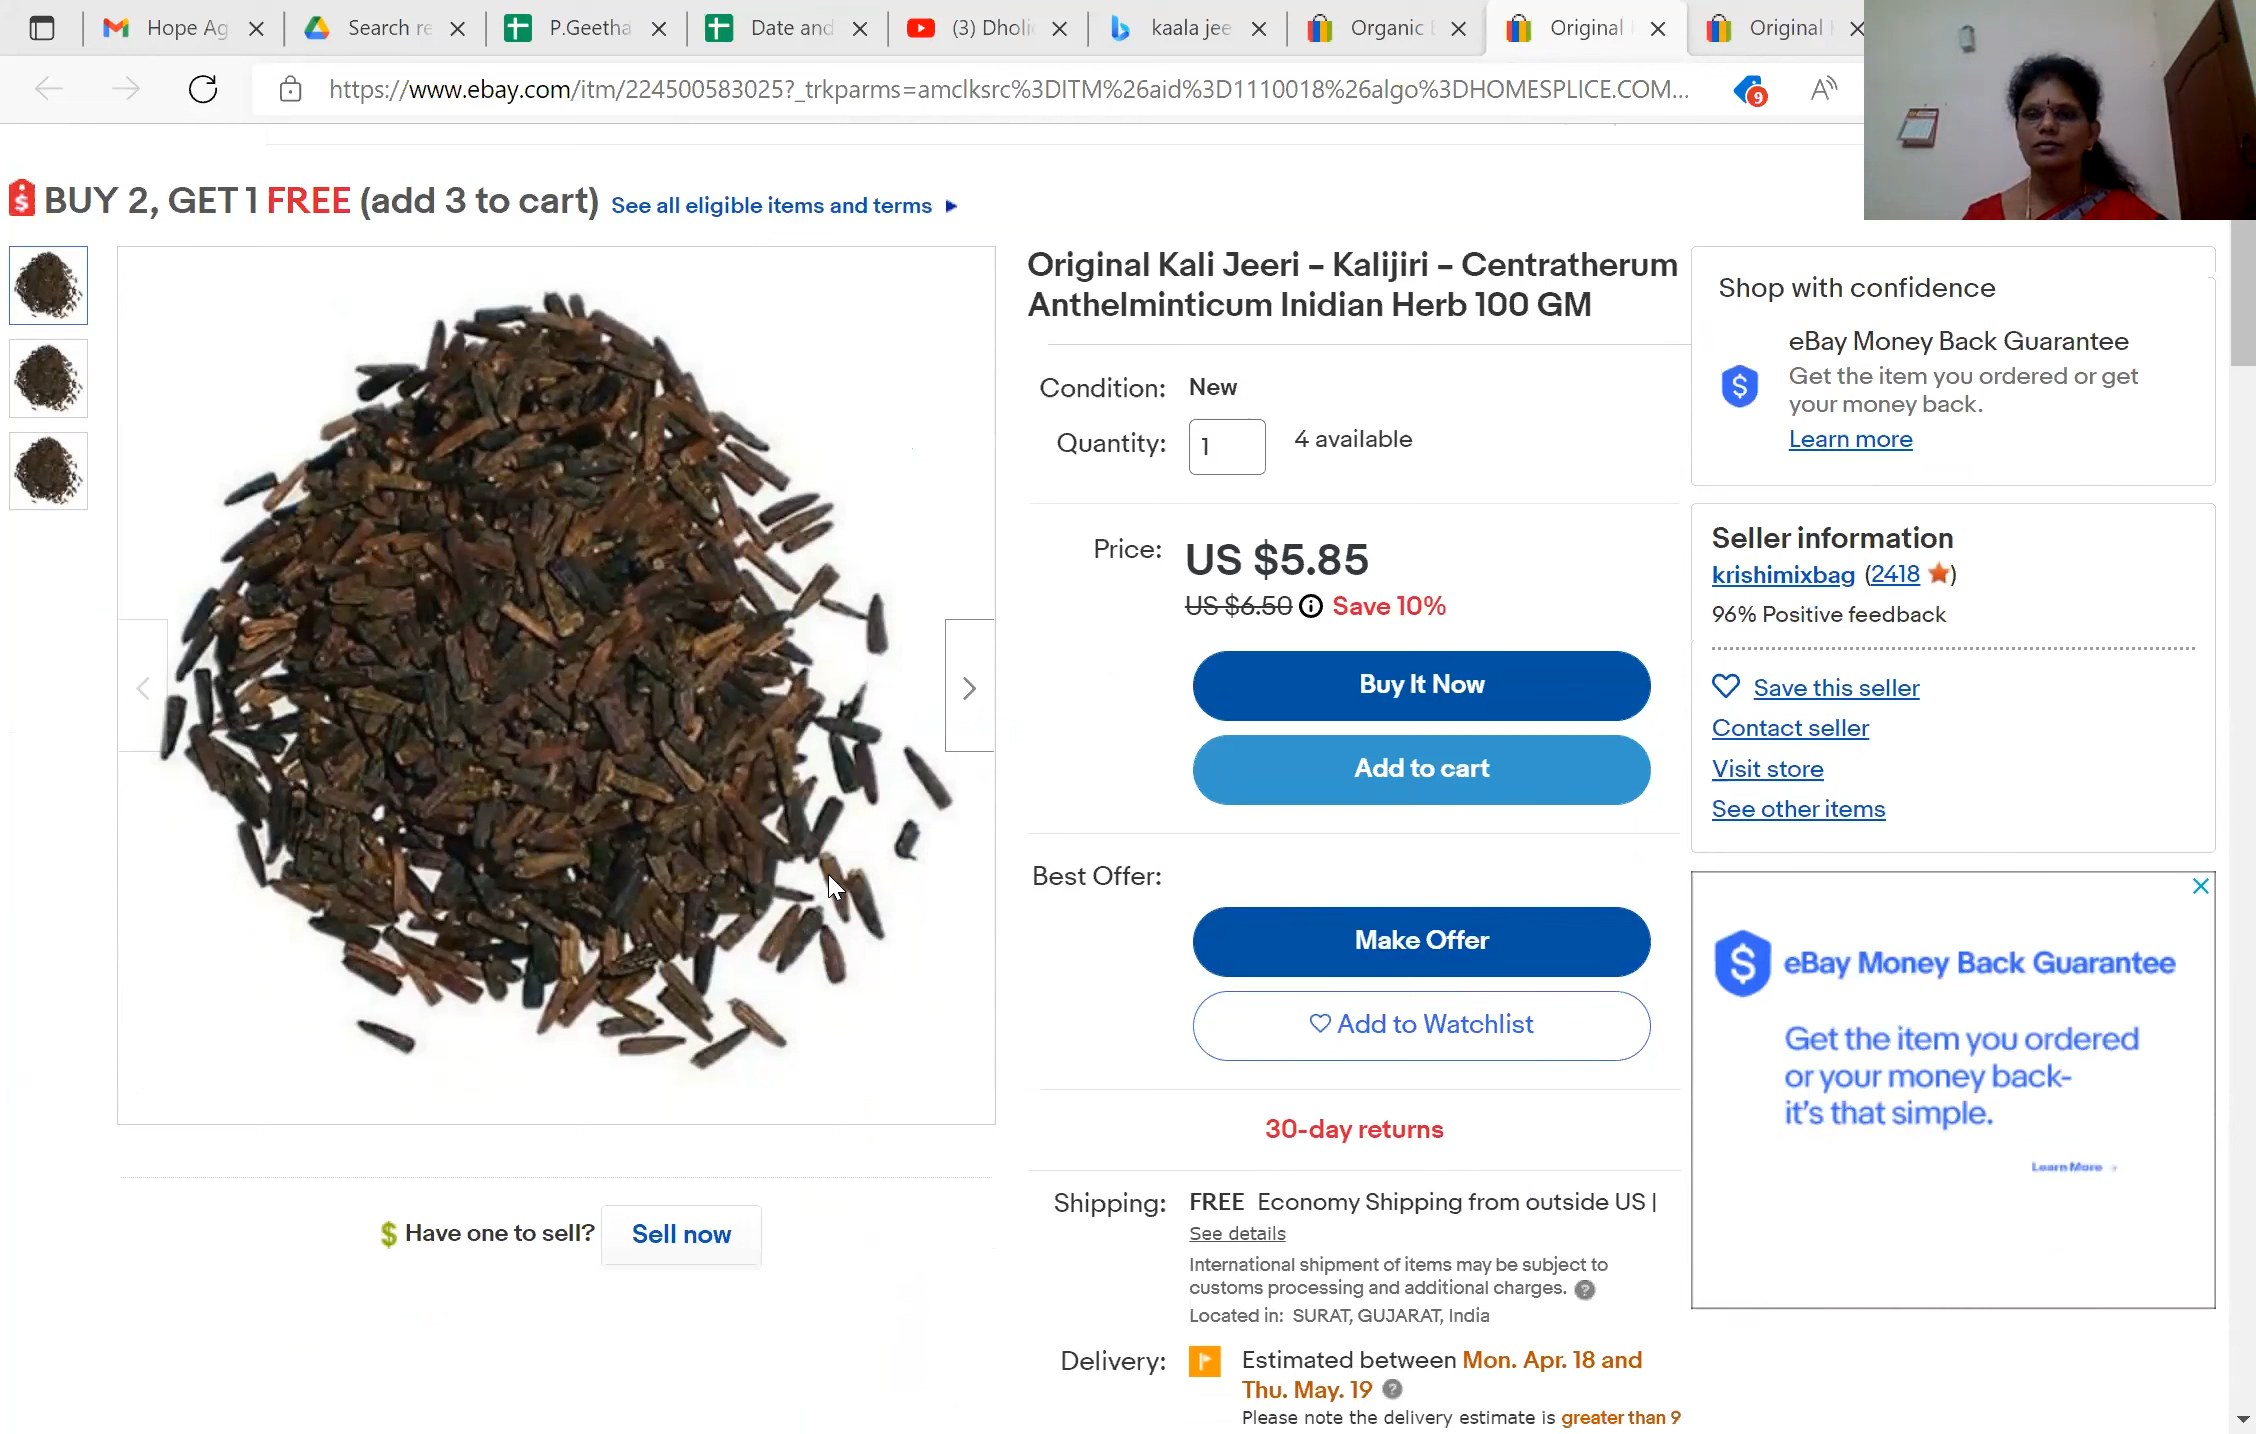 Hope Ag
Search re
P.Geetha
Date and
(3) Dholi
kaala jee
Organic
Original
Original
https://www.ebay.com/itm/224500583025?_trkparms=amclksrc%3DITM%26aid%3D1110018%26algo%3DHOMESPLICE.COM...
9
BUY 2, GET 1 FREE (add 3 to cart) See all eligible items and terms
Original Kali Jeeri – Kalijiri – Centratherum
Anthelminticum Inidian Herb 100 GM
Condition: New
Quantity: 1 4 available
Price: US $5.85
US $6.50 Save 10%
Buy It Now
Add to cart
Best Offer:
Make Offer
Add to Watchlist
30-day returns
Shipping: FREE Economy Shipping from outside US |
See details
International shipment of items may be subject to
customs processing and additional charges.
Located in: SURAT, GUJARAT, India
Delivery: Estimated between Mon. Apr. 18 and
Thu. May. 19
Please note the delivery estimate is greater than 9
Have one to sell? Sell now
Shop with confidence
eBay Money Back Guarantee
Get the item you ordered or get
your money back.
Learn more
Seller information
krishimixbag (2418)
96% Positive feedback
Save this seller
Contact seller
Visit store
See other items
eBay Money Back Guarantee
Get the item you ordered
or your money back-
it's that simple.
Learn More